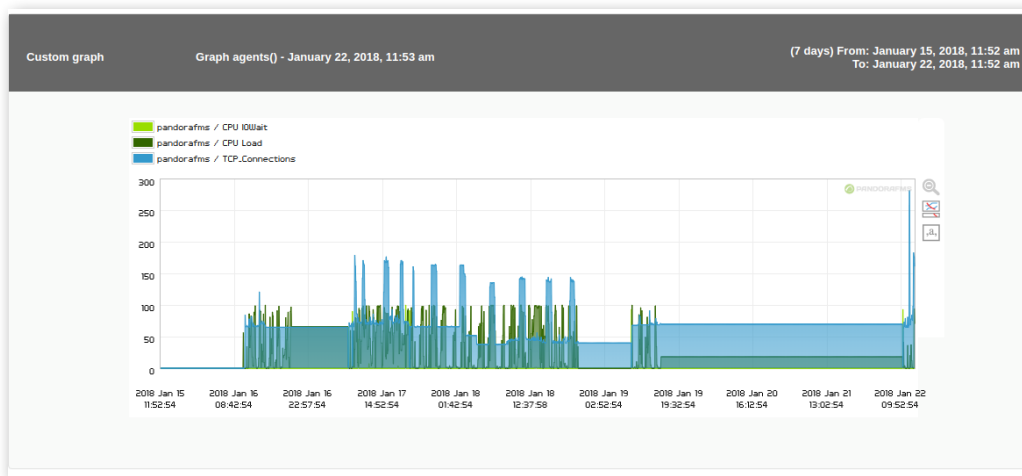 Custom graph
Graph agents() - January 22, 2018, 11:53 am
(7 days) From: January 15, 2018, 11:52 am
To: January 22, 2018, 11:52 am
pandorafms / CPU IOWait
pandorafms / CPU Load
pandorafms / TCP_Connections
PANDORAFMS
300
250
200
150
100
50
0
2018 Jan 15 2018 Jan 16 2018 Jan 16 2018 Jan 17 2018 Jan 18 2018 Jan 18 2018 Jan 19 2018 Jan 19 2018 Jan 20 2018 Jan 21 2018 Jan 22
11:52:54 08:42:54 22:57:54 14:52:54 01:42:54 12:37:58 02:52:54 19:32:54 16:12:54 13:02:54 09:52:54